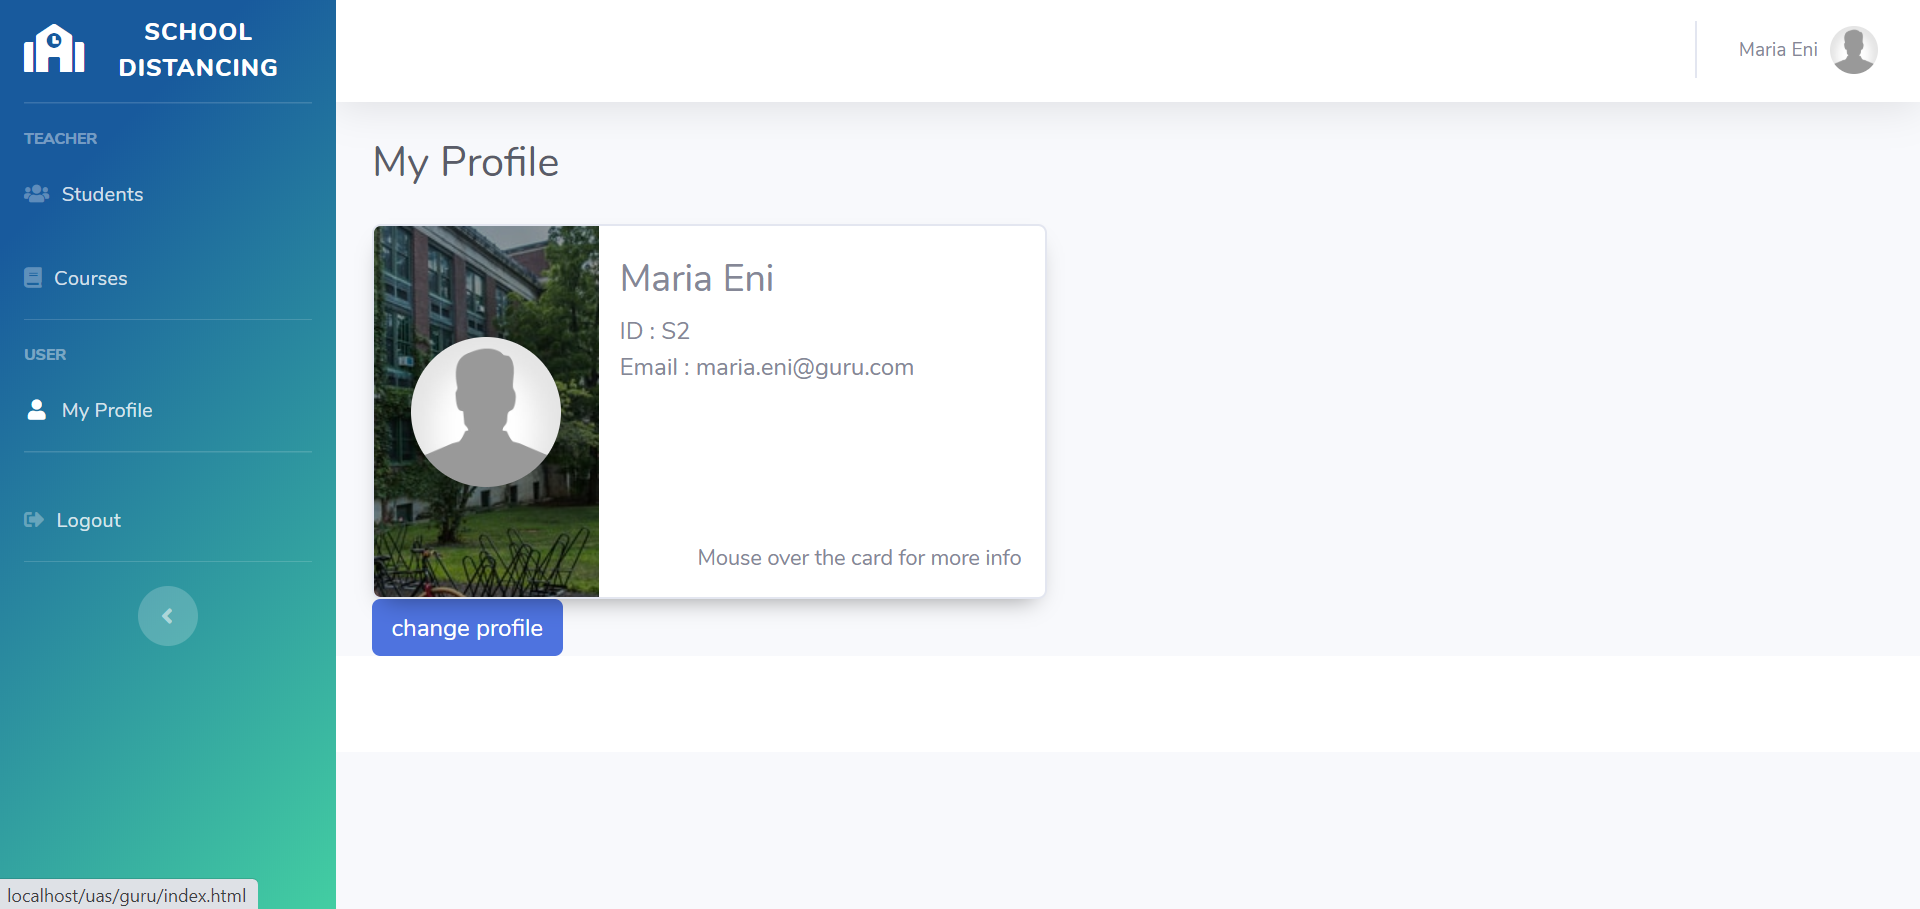 SCHOOL
DISTANCING
TEACHER
Students
Courses
USER
My Profile
Logout
Maria Eni
My Profile
Maria Eni
ID : S2
Email : maria.eni@guru.com
Mouse over the card for more info
change profile
localhost/uas/guru/index.html